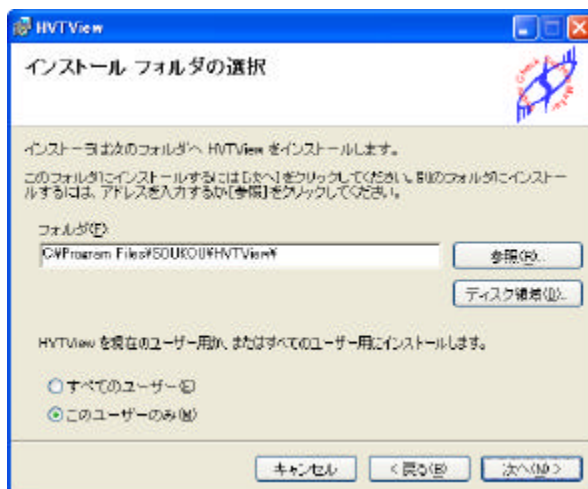 HVTView
インストール フォルダの選択
インストーラは次のフォルダへ HVTView をインストールします。
このフォルダにインストールするには[次へ]をクリックしてください。別のフォルダにインストー
ルするには、アドレスを入力するか[参照]をクリックしてください。
フォルダ(F):
C:¥Program Files¥SOUKOU¥HVTView¥
参照(R)...
ディスク領域(D)...
HVTView を現在のユーザー用か、またはすべてのユーザー用にインストールします。
すべてのユーザー(E)
このユーザーのみ(M)
キャンセル
< 戻る(B)
次へ(N) >